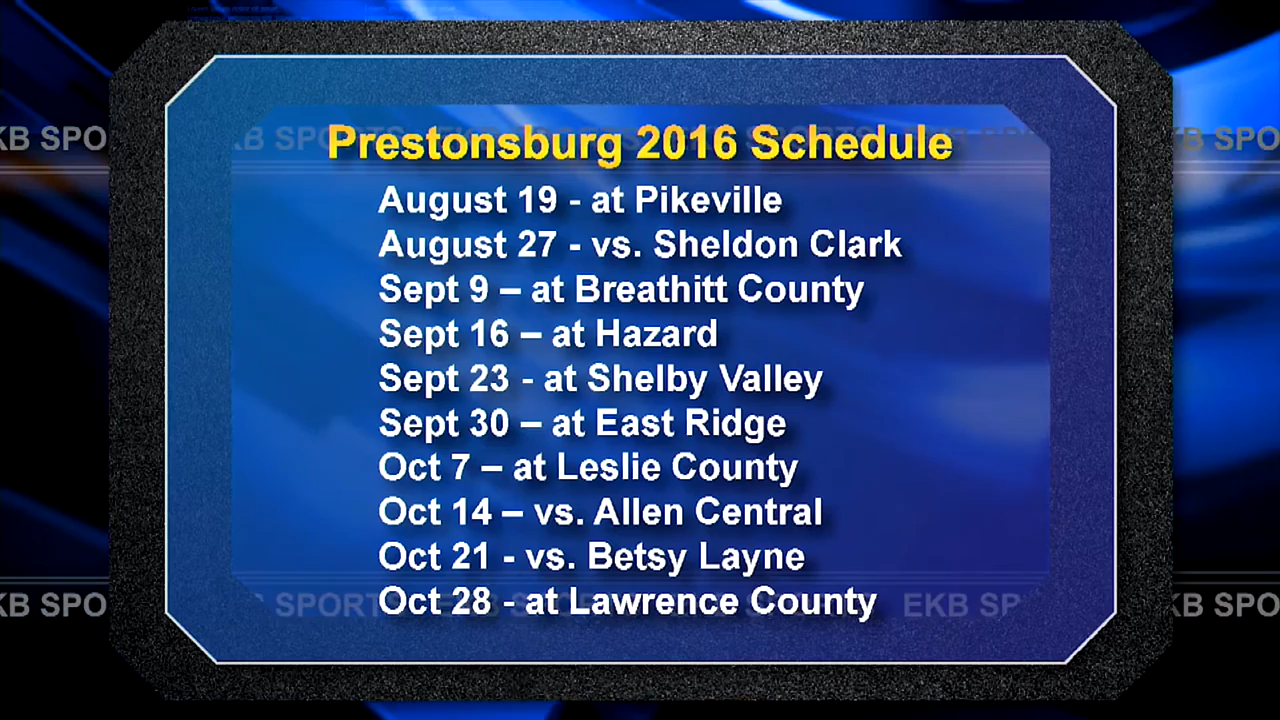 Prestonsburg 2016 Schedule
August 19 - at Pikeville
August 27 - vs. Sheldon Clark
Sept 9 – at Breathitt County
Sept 16 – at Hazard
Sept 23 - at Shelby Valley
Sept 30 – at East Ridge
Oct 7 – at Leslie County
Oct 14 – vs. Allen Central
Oct 21 - vs. Betsy Layne
Oct 28 - at Lawrence County